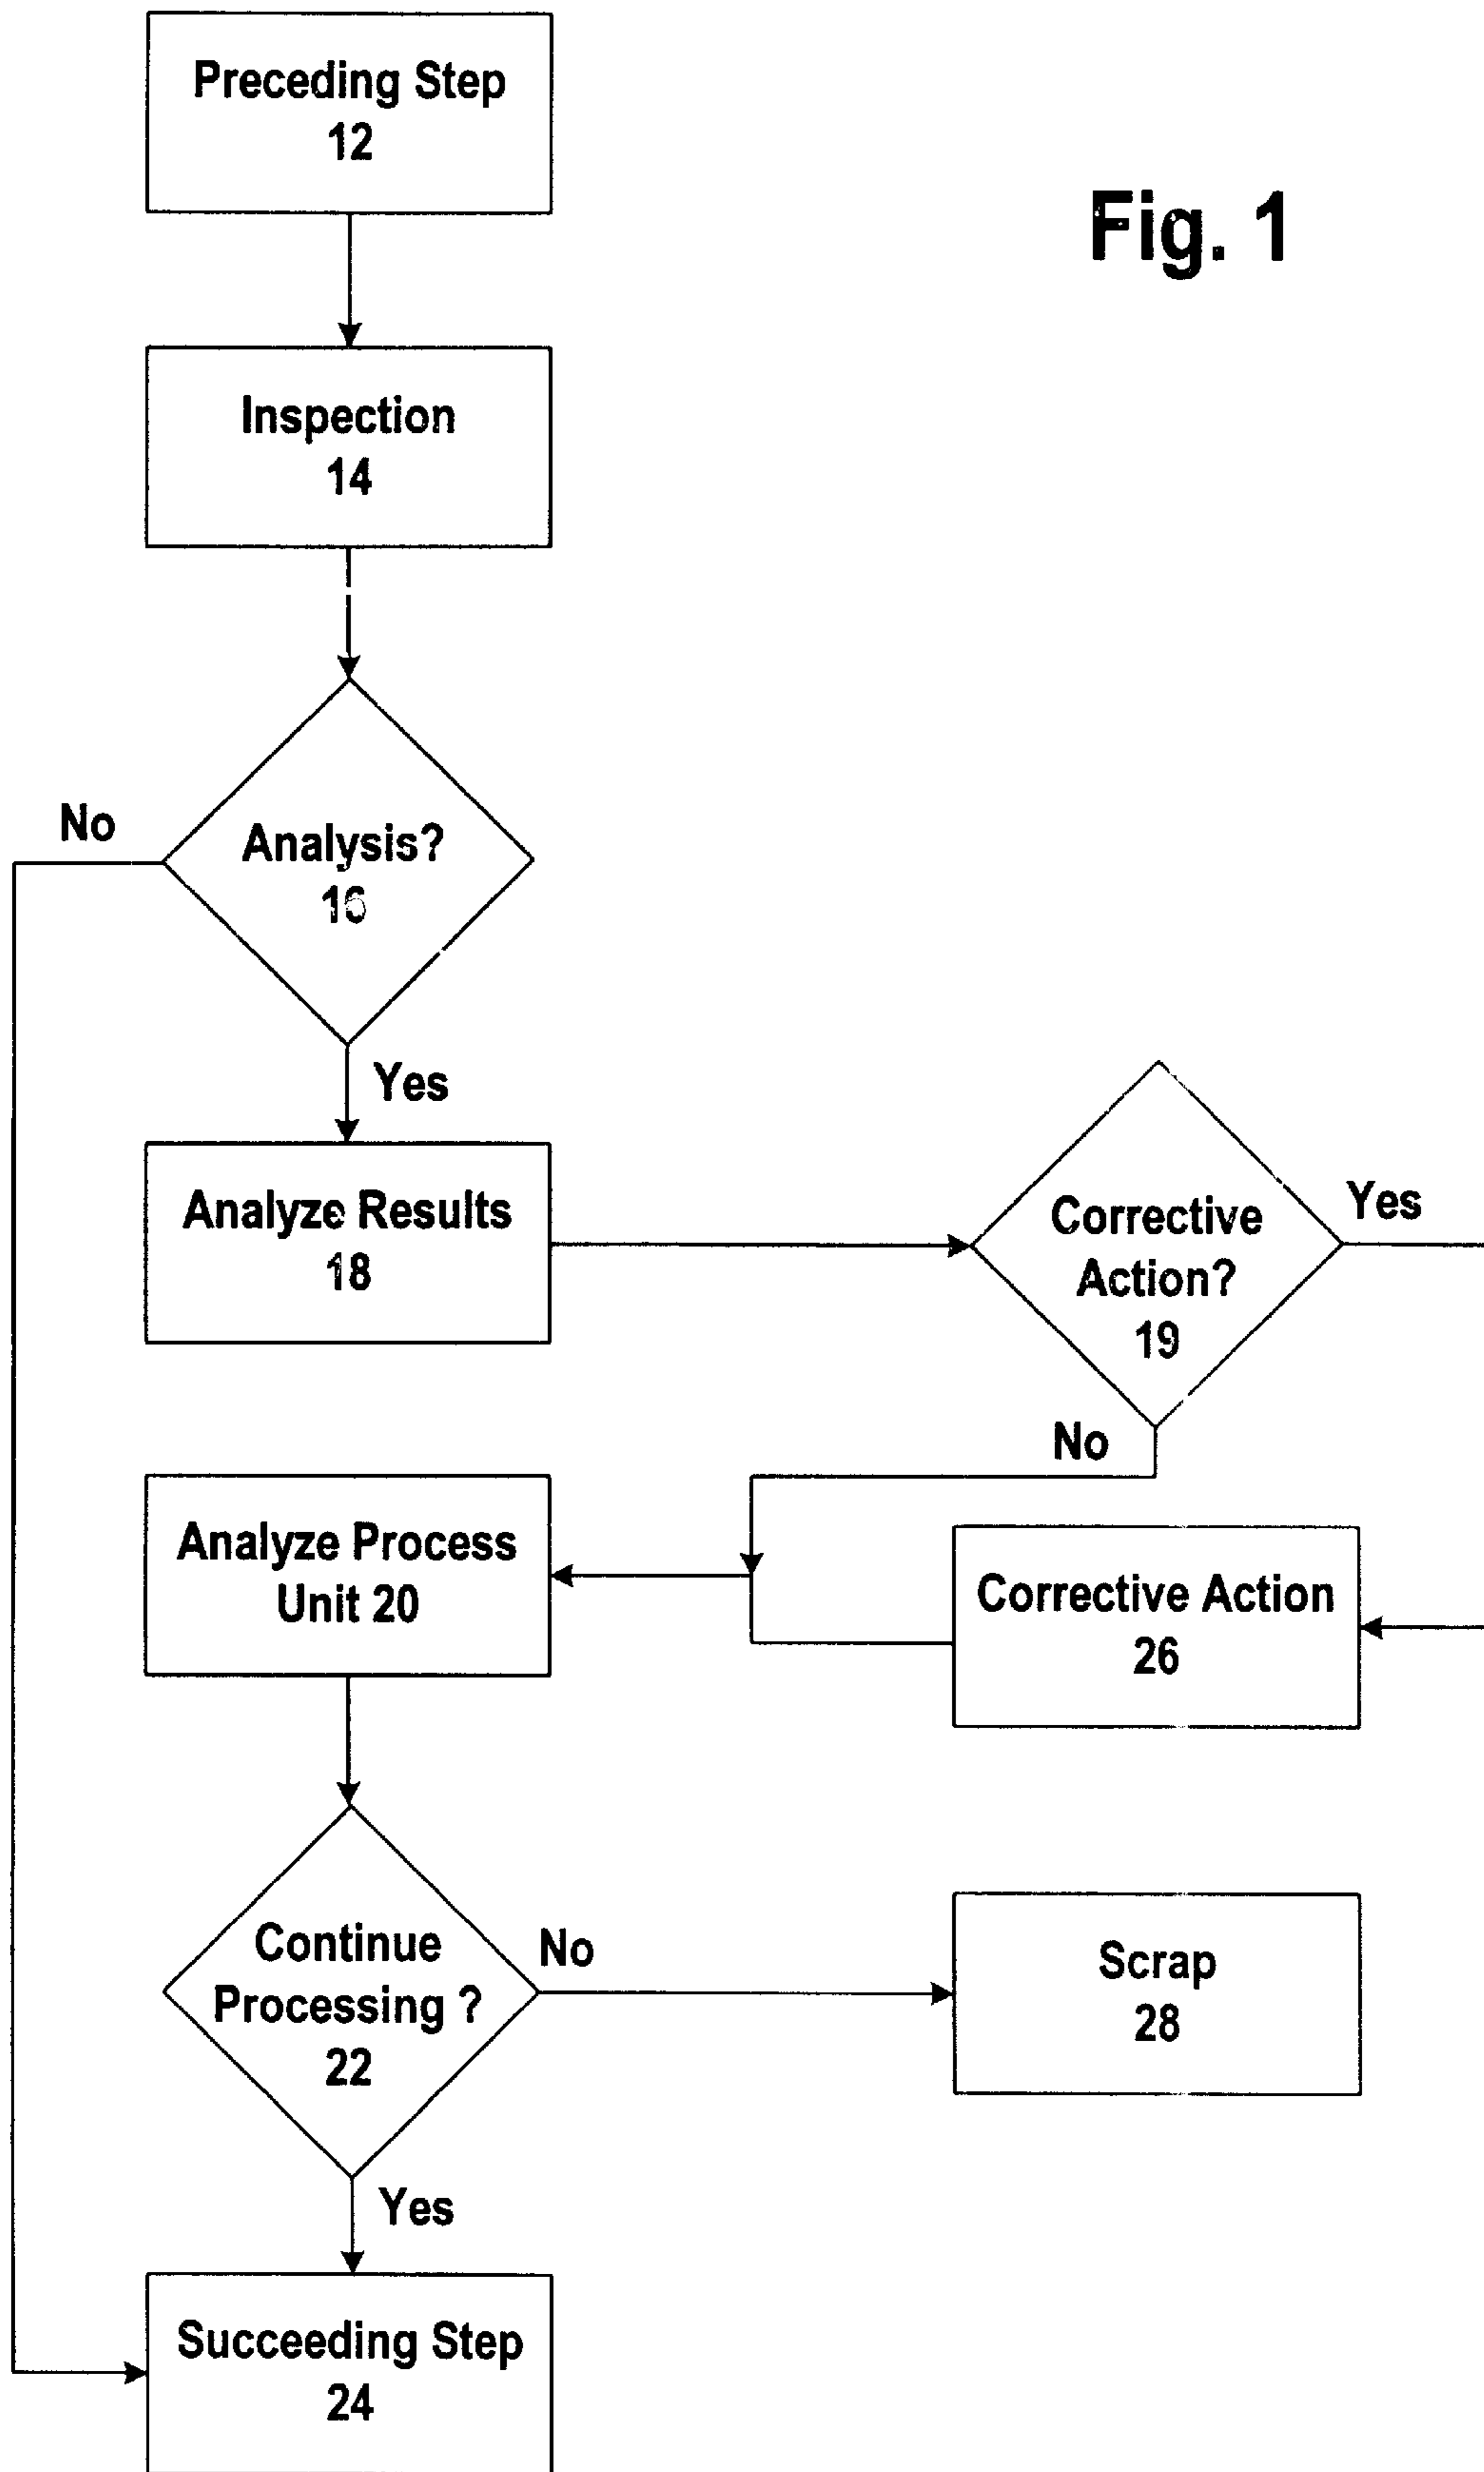 Preceding Step
12
Fig. 1
Inspection
14
No
Analysis?
16
Yes
Analyze Results
18
Corrective
Action?
19
Yes
No
Analyze Process
Unit 20
Corrective Action
26
Continue
Processing ?
22
No
Scrap
28
Yes
Succeeding Step
24